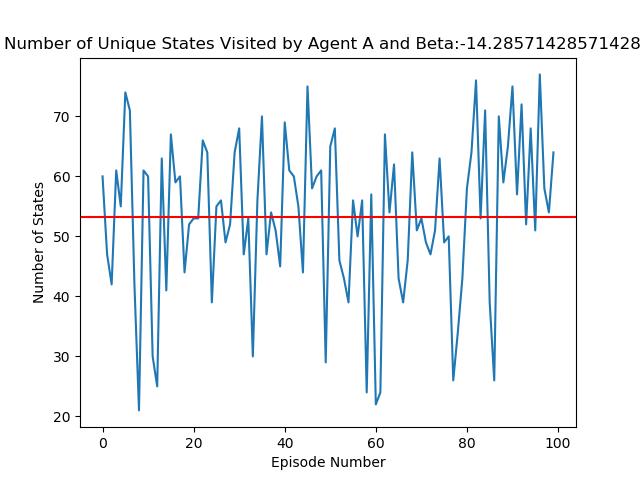 Number of Unique States Visited by Agent A and Beta:-14.28571428571428
70
60
50
40
30
20
Number of States
0 20 40 60 80 100
Episode Number